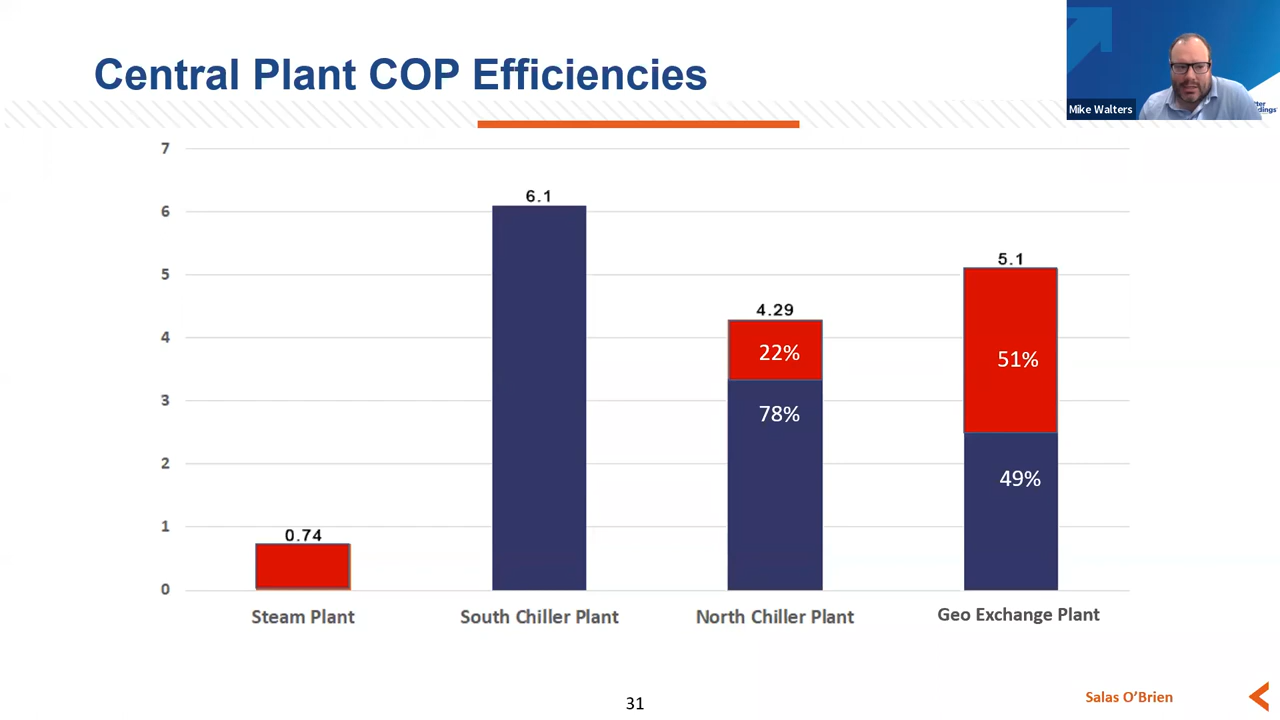 Central Plant COP Efficiencies
Mike Walters
7
6
5
4
3
2
1
0
0.74
6.1
4.29
22%
78%
5.1
51%
49%
Steam Plant
South Chiller Plant
North Chiller Plant
Geo Exchange Plant
31
Salas O’Brien